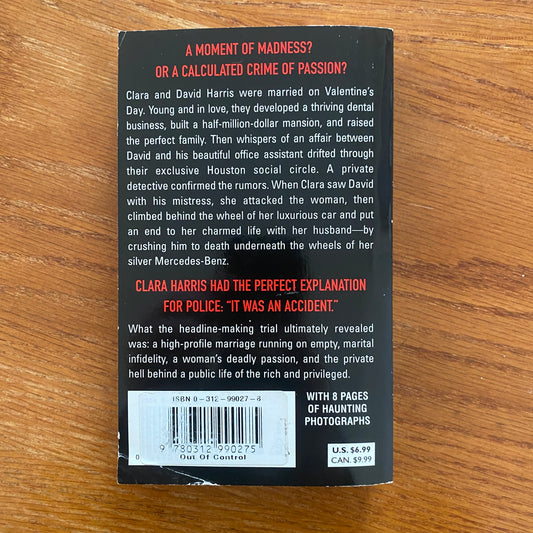 A MOMENT OF MADNESS?
OR A CALCULATED CRIME OF PASSION?
Clara and David Harris were married on Valentine's
Day. Young and in love, they developed a thriving dental
business, built a half-million-dollar mansion, and raised
the perfect family. Then whispers of an affair between
David and his beautiful office assistant drifted through
their exclusive Houston social circle. A private
detective confirmed the rumors. When Clara saw David
with his mistress, she attacked the woman, then
climbed behind the wheel of her luxurious car and put
an end to her charmed life with her husband—by
crushing him to death underneath the wheels of her
silver Mercedes-Benz.
CLARA HARRIS HAD THE PERFECT EXPLANATION
FOR POLICE: “IT WAS AN ACCIDENT.”
What the headline-making trial ultimately revealed
was: a high-profile marriage running on empty, marital
infidelity, a woman's deadly passion, and the private
hell behind a public life of the rich and privileged.
ISBN 0-312-99027-8
9 780312 990275
0 Out Of Control
WITH 8 PAGES
OF HAUNTING
PHOTOGRAPHS
U.S. $6.99
CAN. $9.99